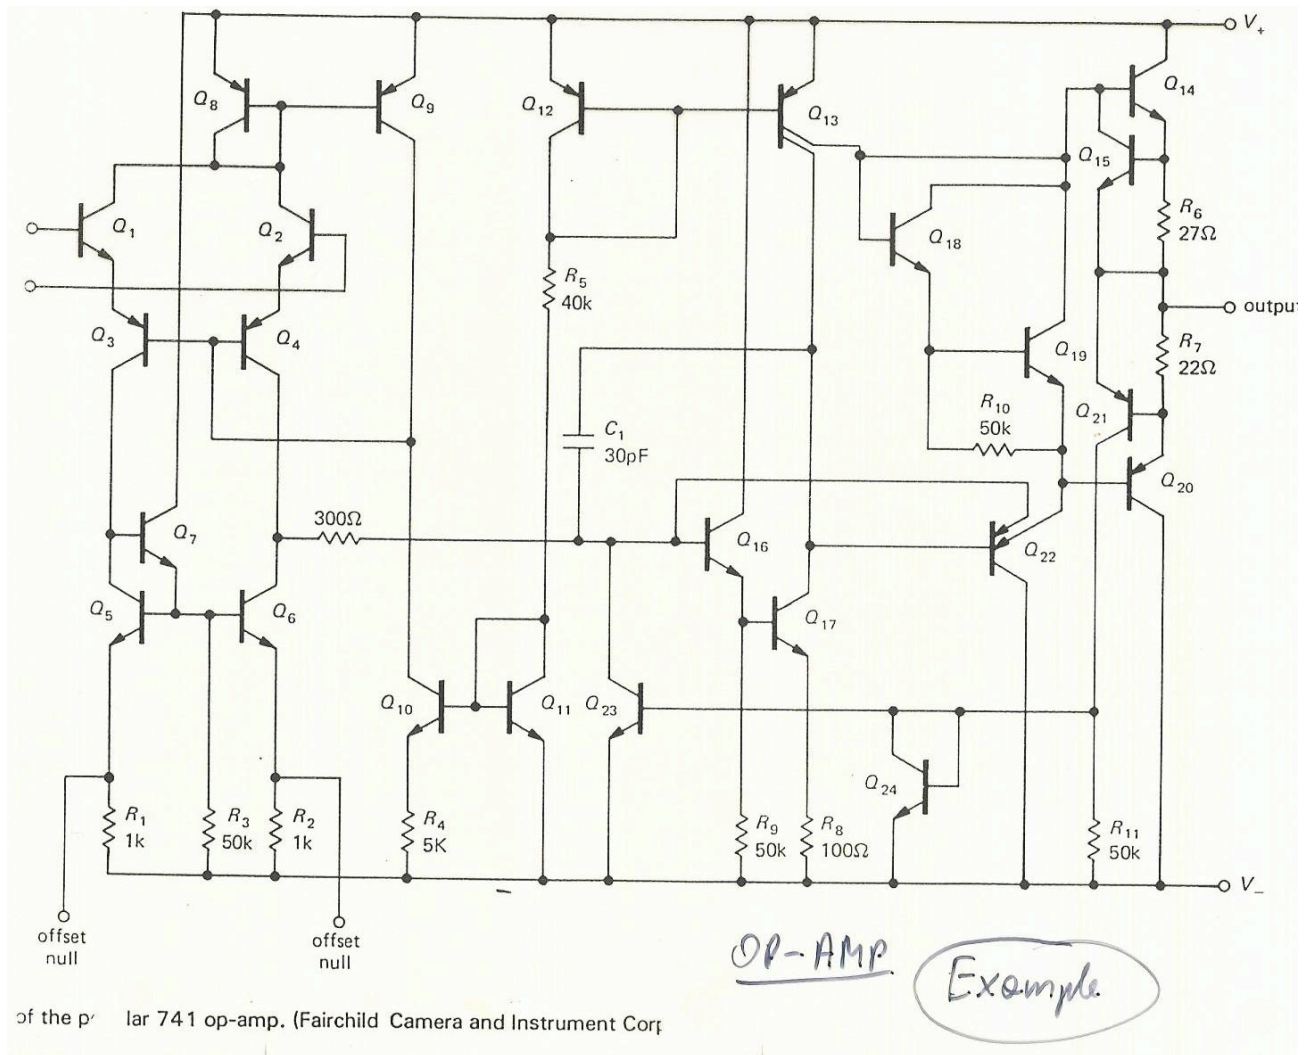 V+
Q8
Q9
Q12
Q13
Q14
Q15
Q1
Q2
Q18
R6
27Ω
R5
40k
output
Q3
Q4
Q19
R7
22Ω
R10
50k
Q21
C1
30pF
Q20
300Ω
Q7
Q16
Q22
Q5
Q6
Q17
Q10
Q11
Q23
Q24
R1
1k
R3
50k
R2
1k
R4
5K
R9
50k
R8
100Ω
R11
50k
V−
offset
null
offset
null
OP-AMP
Example
of the p lar 741 op-amp. (Fairchild Camera and Instrument Corp